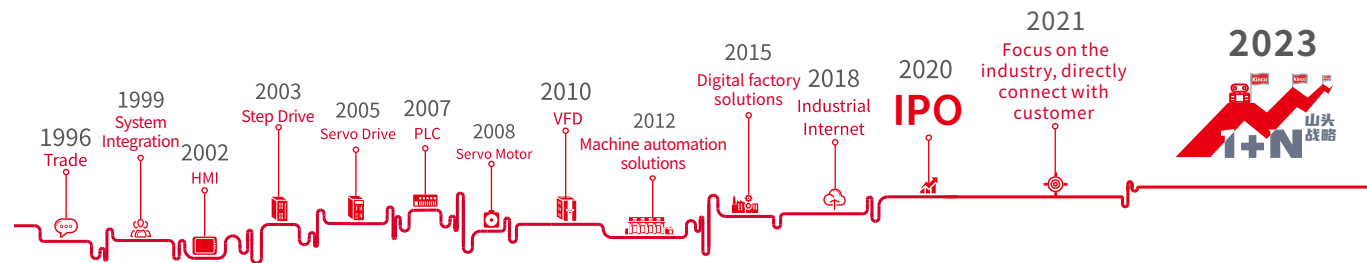 1996
Trade
1999
System
Integration
2002
HMI
2003
Step Drive
2005
Servo Drive
2007
PLC
2008
Servo Motor
2010
VFD
2012
Machine automation
solutions
2015
Digital factory
solutions
2018
Industrial
Internet
2020
IPO
2021
Focus on the
industry, directly
connect with
customer
2023
Kinco
Kinco
1+N
山头
战略